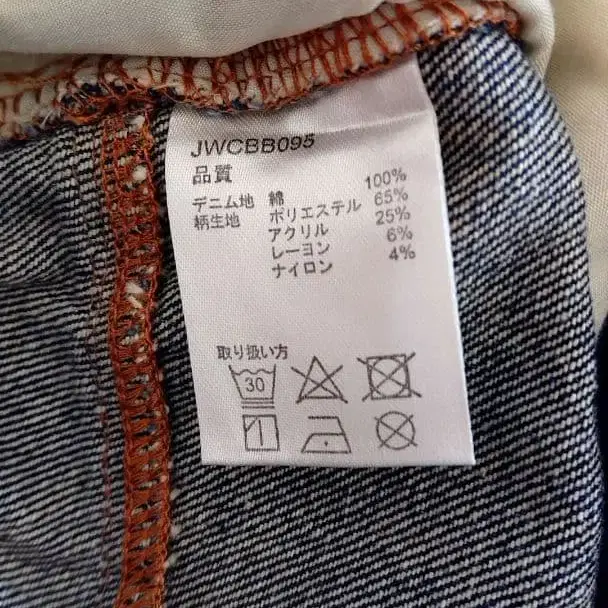 JWCBB095
品質
デニム地 綿 100%
柄生地 ポリエステル 65%
アクリル 25%
レーヨン 6%
ナイロン 4%
取り扱い方
30